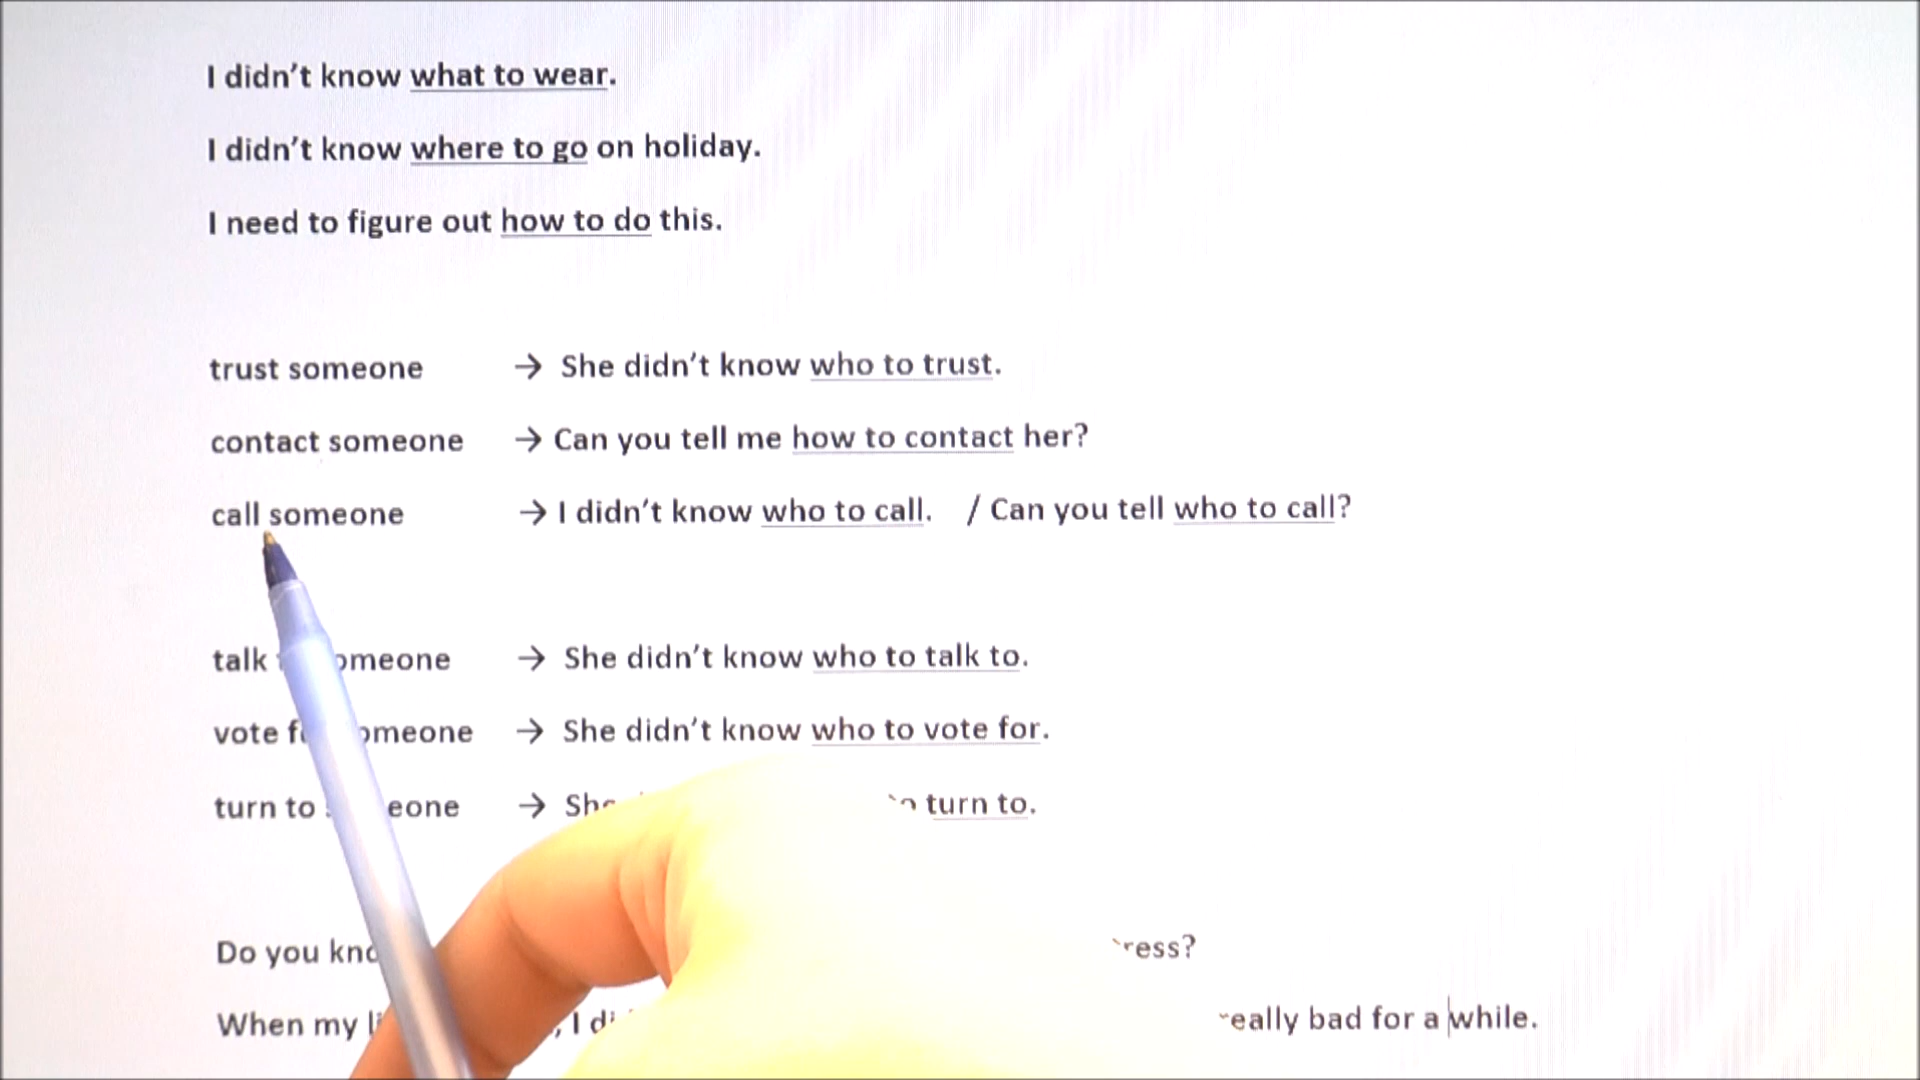 I didn’t know what to wear.
I didn’t know where to go on holiday.
I need to figure out how to do this.
trust someone → She didn’t know who to trust.
contact someone → Can you tell me how to contact her?
call someone → I didn’t know who to call. / Can you tell who to call?
talk → She didn’t know who to talk to.
vote → She didn’t know who to vote for.
turn to → turn to.
Do you
When my I eally bad for a while.